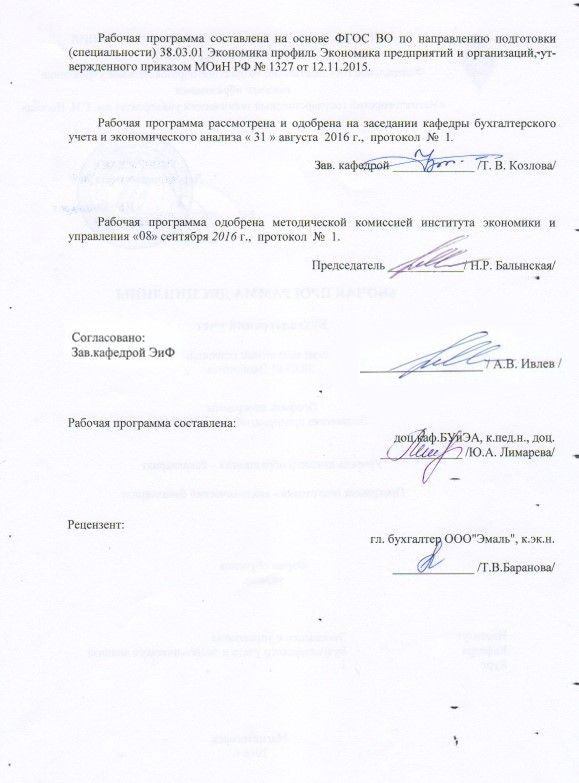 Рабочая программа составлена на основе ФГОС ВО по направлению подготовки
(специальности) 38.03.01 Экономика профиль Экономика предприятий и организаций, ут-
вержденного приказом МОиН РФ № 1327 от 12.11.2015.
Рабочая программа рассмотрена и одобрена на заседании кафедры бухгалтерского
учета и экономического анализа « 31 » августа 2016 г., протокол № 1.
Зав. кафедрой /Т. В. Козлова/
Рабочая программа одобрена методической комиссией института экономики и
управления «08» сентября 2016 г., протокол № 1.
Председатель / Н.Р. Балынская/
Согласовано:
Зав.кафедрой ЭиФ
/ А.В. Ивлев /
Рабочая программа составлена:
доц.каф.БУиЭА, к.пед.н., доц.
/Ю.А. Лимарева/
Рецензент:
гл. бухгалтер ООО"Эмаль", к.эк.н.
/Т.В.Баранова/